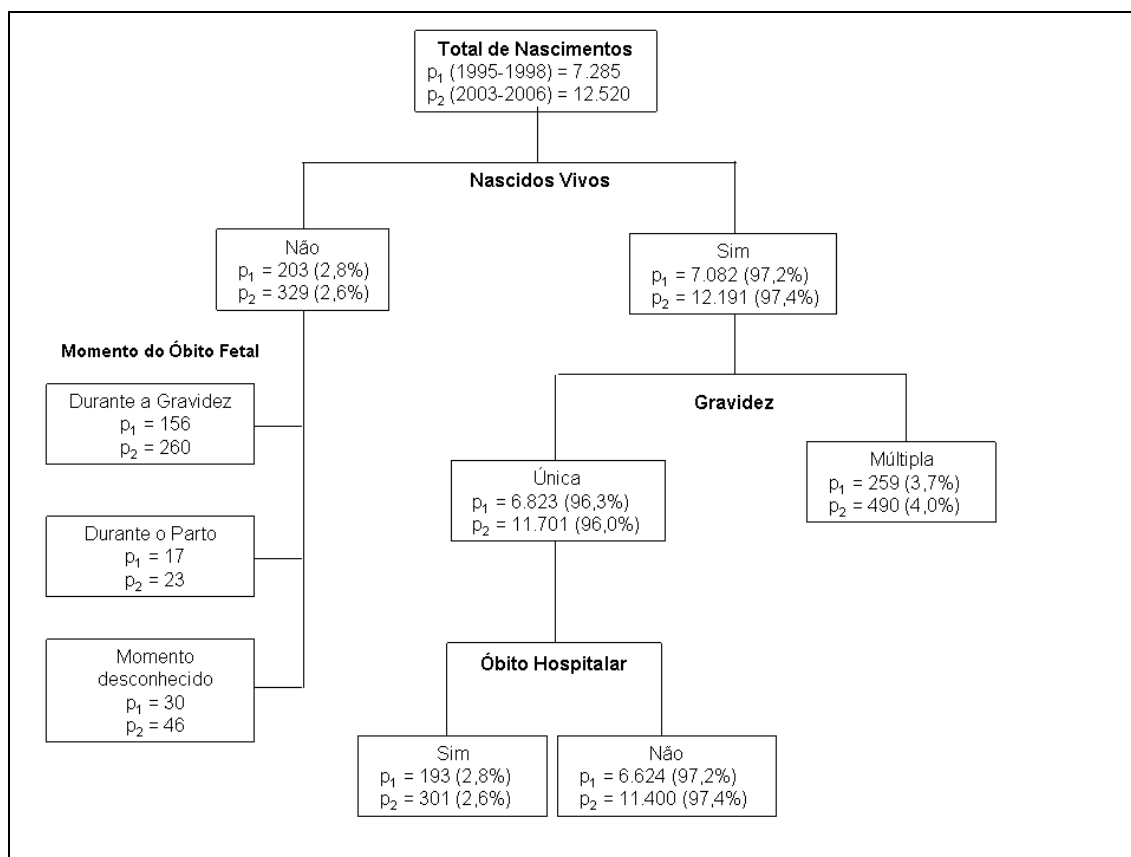 Total de Nascimentos
p₁ (1995-1998) = 7.285
p₂ (2003-2006) = 12.520
Nascidos Vivos
Não
p₁ = 203 (2,8%)
p₂ = 329 (2,6%)
Sim
p₁ = 7.082 (97,2%)
p₂ = 12.191 (97,4%)
Momento do Óbito Fetal
Durante a Gravidez
p₁ = 156
p₂ = 260
Durante o Parto
p₁ = 17
p₂ = 23
Momento
desconhecido
p₁ = 30
p₂ = 46
Gravidez
Única
p₁ = 6.823 (96,3%)
p₂ = 11.701 (96,0%)
Múltipla
p₁ = 259 (3,7%)
p₂ = 490 (4,0%)
Óbito Hospitalar
Sim
p₁ = 193 (2,8%)
p₂ = 301 (2,6%)
Não
p₁ = 6.624 (97,2%)
p₂ = 11.400 (97,4%)